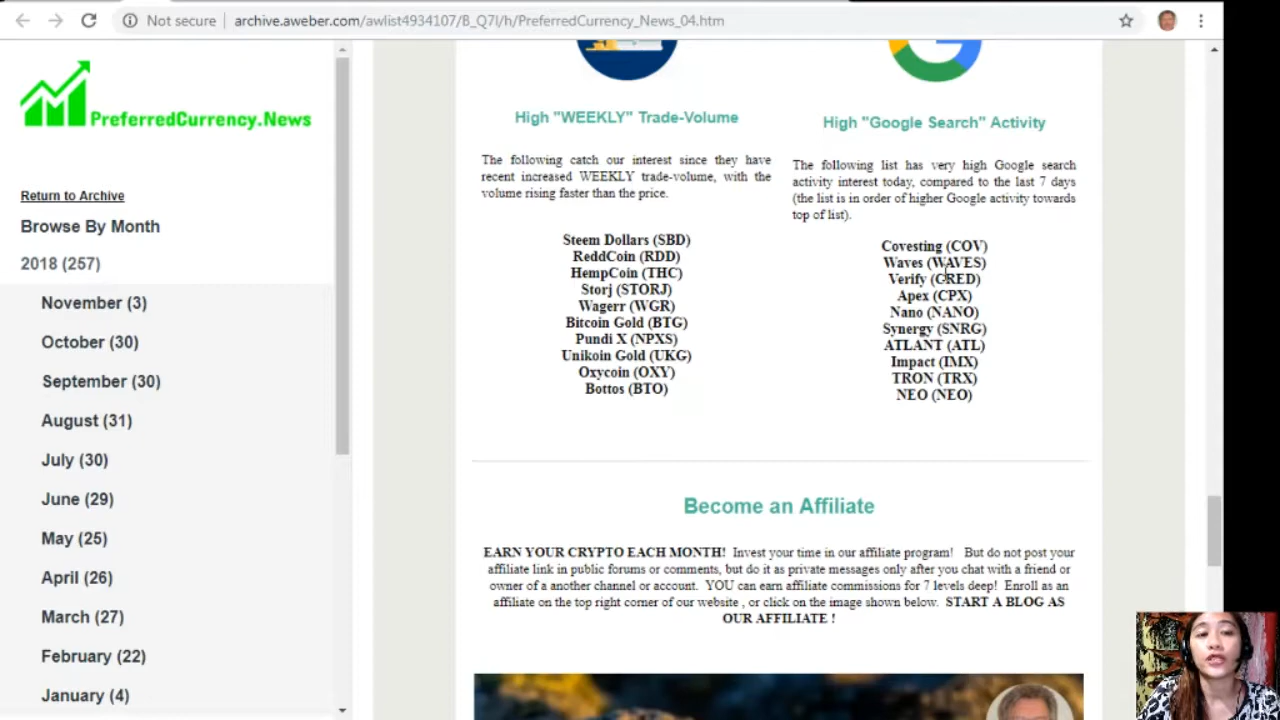 Not secure | archive.aweber.com/awlist4934107/B_Q7l/h/PreferredCurrency_News_04.htm
PreferredCurrency.News
Return to Archive
Browse By Month
2018 (257)
November (3)
October (30)
September (30)
August (31)
July (30)
June (29)
May (25)
April (26)
March (27)
February (22)
January (4)
High "WEEKLY" Trade-Volume
The following catch our interest since they have
recent increased WEEKLY trade-volume, with the
volume rising faster than the price.
Steem Dollars (SBD)
ReddCoin (RDD)
HempCoin (THC)
Storj (STORJ)
Wagerr (WGR)
Bitcoin Gold (BTG)
Pundi X (NPXS)
Unikoin Gold (UKG)
Oxycoin (OXY)
Bottos (BTO)
High "Google Search" Activity
The following list has very high Google search
activity interest today, compared to the last 7 days
(the list is in order of higher Google activity towards
top of list).
Covesting (COV)
Waves (WAVES)
Verify (CRED)
Apex (CPX)
Nano (NANO)
Synergy (SNRG)
ATLANT (ATL)
Impact (IMX)
TRON (TRX)
NEO (NEO)
Become an Affiliate
EARN YOUR CRYPTO EACH MONTH! Invest your time in our affiliate program! But do not post your
affiliate link in public forums or comments, but do it as private messages only after you chat with a friend or
owner of a another channel or account. YOU can earn affiliate commissions for 7 levels deep! Enroll as an
affiliate on the top right corner of our website , or click on the image shown below. START A BLOG AS
OUR AFFILIATE !